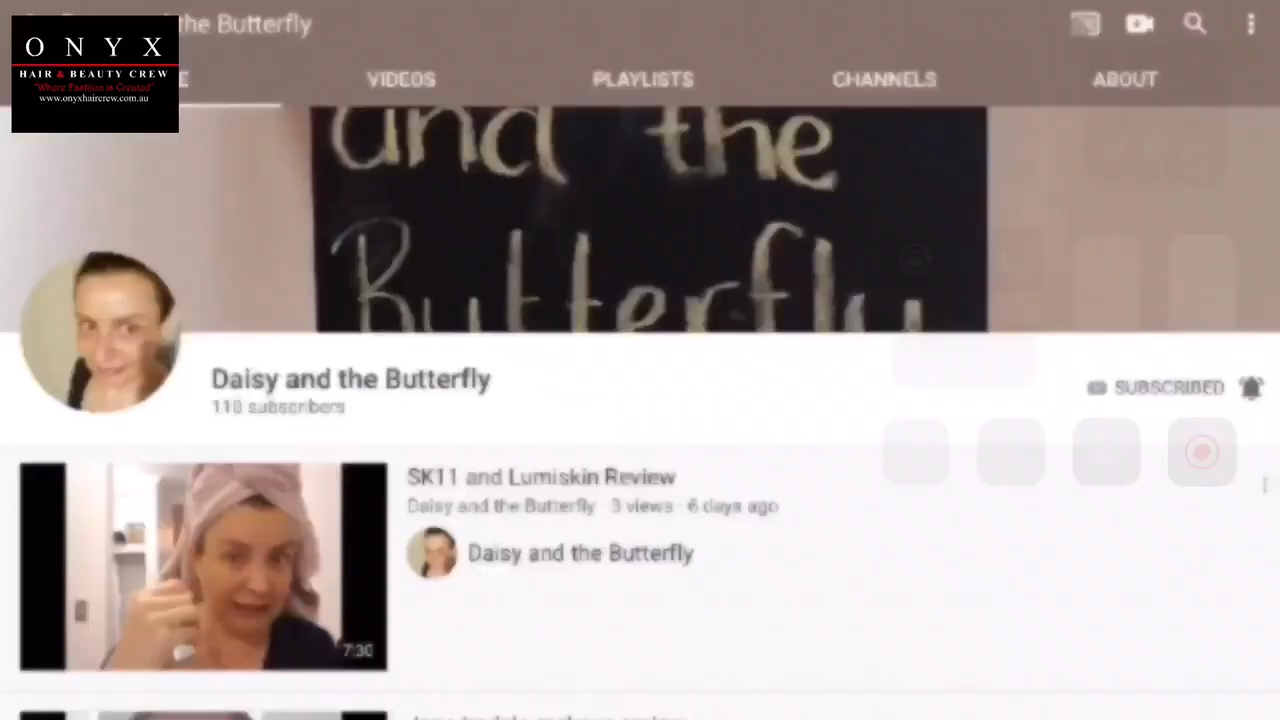 ONYX
HAIR & BEAUTY CREW
"Where Fashion is Created"
www.onyxhaircrew.com.au
the Butterfly
VIDEOS
PLAYLISTS
CHANNELS
ABOUT
and the
Butterfly
Daisy and the Butterfly
110 subscribers
SUBSCRIBED
SK11 and Lumiskin Review
Daisy and the Butterfly · 3 views · 6 days ago
Daisy and the Butterfly
7:30